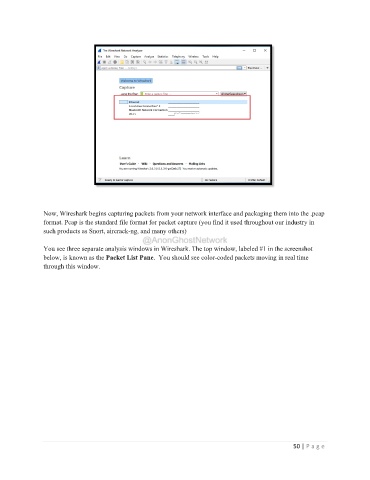 The Wireshark Network Analyzer
File Edit View Go Capture Analyze Statistics Telephony Wireless Tools Help
Welcome to Wireshark
Capture
Ethernet
Learn
User's Guide Wiki Questions and Answers Mailing Lists
Now, Wireshark begins capturing packets from your network interface and packaging them into the .pcap
format. Pcap is the standard file format for packet capture (you find it used throughout our industry in
such products as Snort, aircrack-ng, and many others)
@AnonGhostNetwork
You see three separate analysis windows in Wireshark. The top window, labeled #1 in the screenshot
below, is known as the Packet List Pane. You should see color-coded packets moving in real time
through this window.
50 | Page